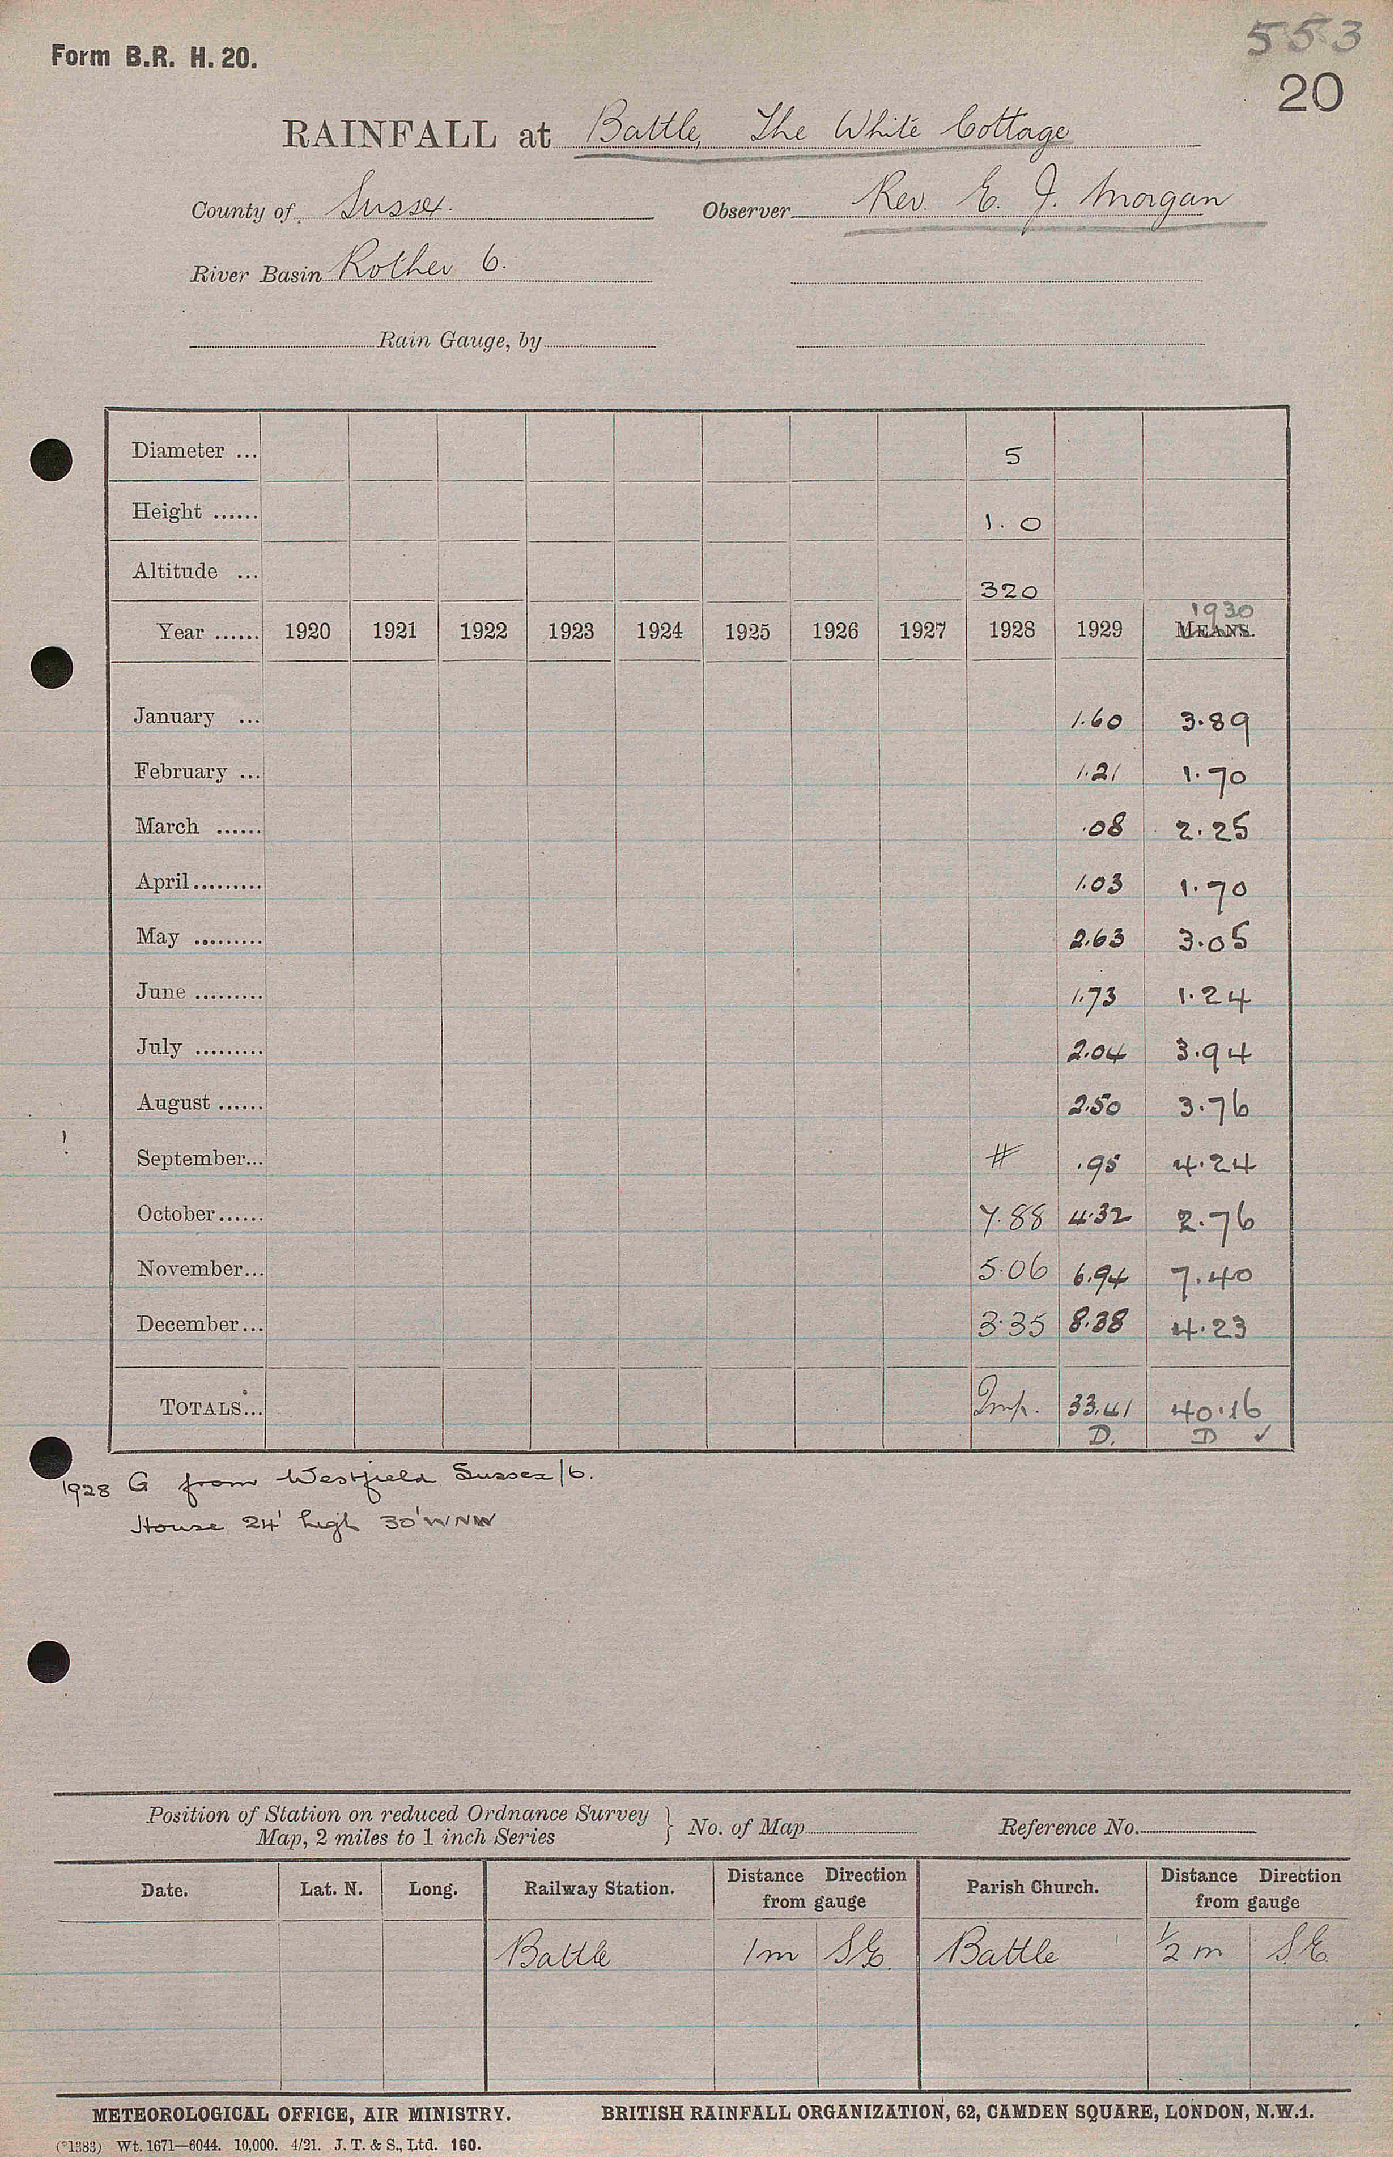 553
Form B.R. H. 20.
20
RAINFALL at Battle, The White Cottage
County of Sussex. Observer Rev. E. J. Morgan
River Basin Rother 6.
Rain Gauge, by
Diameter ... 5
Height ...... 1. 0
Altitude ... 320
1930
Year ...... 1920 1921 1922 1923 1924 1925 1926 1927 1928 1929 MEANS.
January ... 1.60 3.89
February ... 1.21 1.70
March ...... .08 2.25
April......... 1.03 1.70
May ......... 2.63 3.05
June ......... 1.73 1.24
July ......... 2.04 3.94
August ...... 2.50 3.76
September... # .95 4.24
October...... 7.88 4.32 2.76
November... 5.06 6.94 7.40
December... 3.35 8.38 4.23
TOTALS... Imp. 33.41 40.16
D. D ✓
1928 G from Westfield Sussex/6.
House 24' high 30' WNW
Position of Station on reduced Ordnance Survey
Map, 2 miles to 1 inch Series } No. of Map Reference No.
Date. Lat. N. Long. Railway Station. Distance Direction from gauge Parish Church. Distance Direction from gauge
Battle 1 m S.E. Battle ½ m S.E.
METEOROLOGICAL OFFICE, AIR MINISTRY. BRITISH RAINFALL ORGANIZATION, 62, CAMDEN SQUARE, LONDON, N.W.1.
(*1383) Wt. 1671—6044. 10,000. 4/21. J. T. & S., Ltd. 160.